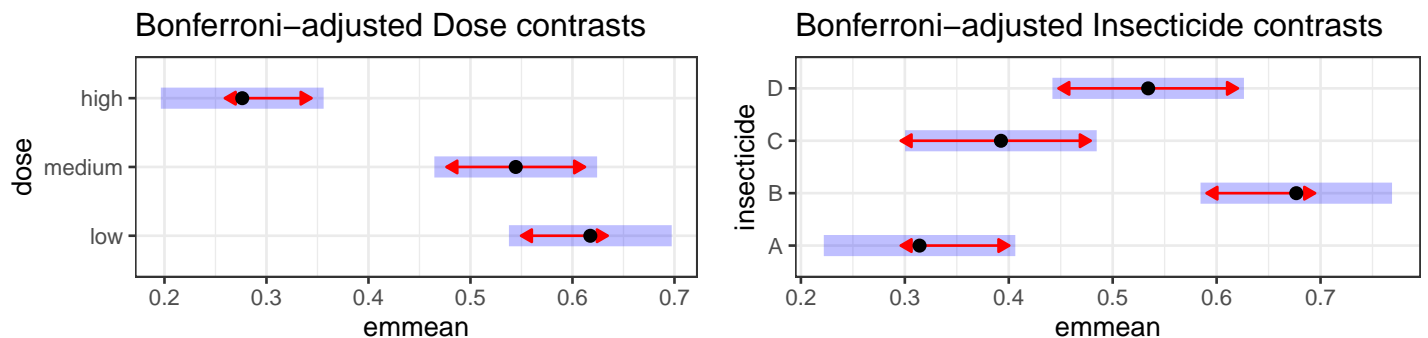 Bonferroni−adjusted Dose contrasts
high
medium
low
dose
0.2 0.3 0.4 0.5 0.6 0.7
emmean
Bonferroni−adjusted Insecticide contrasts
D
C
B
A
insecticide
0.2 0.3 0.4 0.5 0.6 0.7
emmean